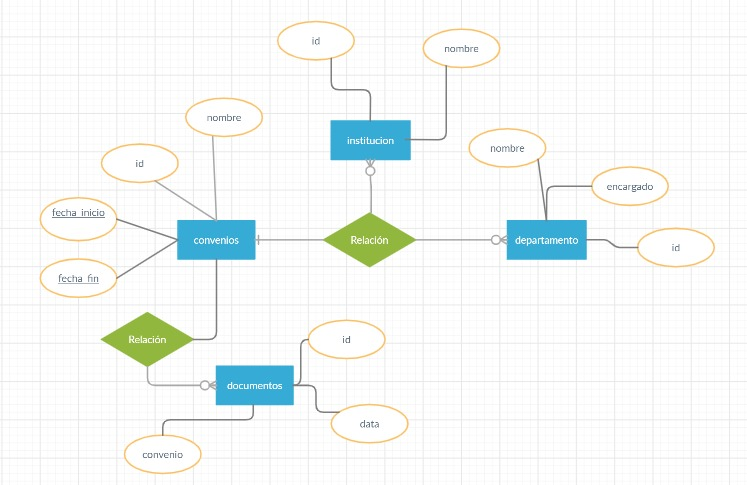 id
nombre
nombre
institucion
nombre
id
encargado
fecha_inicio
convenios
Relación
departamento
id
fecha_fin
Relación
id
documentos
data
convenio